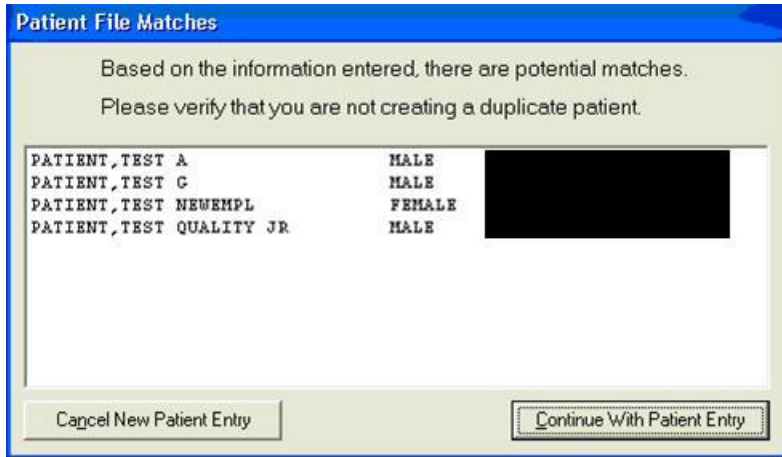 Patient File Matches
Based on the information entered, there are potential matches.
Please verify that you are not creating a duplicate patient.
PATIENT,TEST A MALE
PATIENT,TEST G MALE
PATIENT,TEST NEWEMPL FEMALE
PATIENT,TEST QUALITY JR MALE
Cancel New Patient Entry Continue With Patient Entry